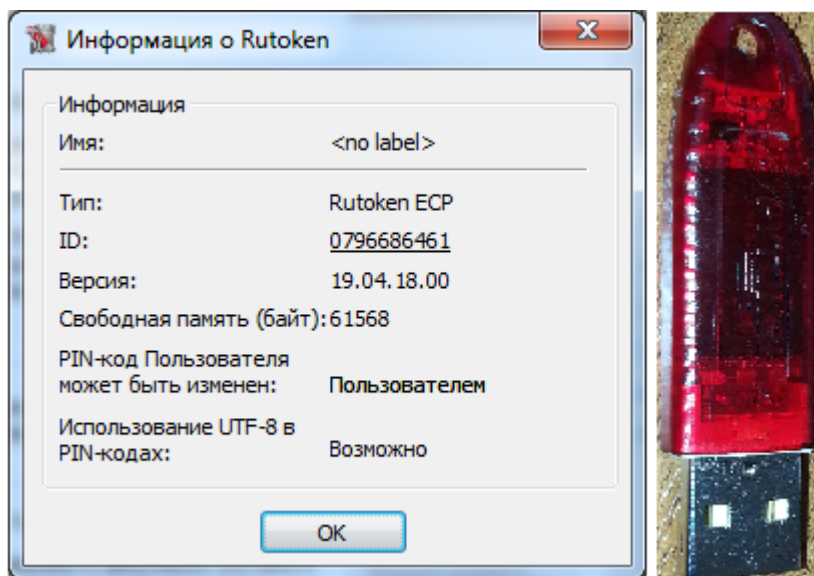 Информация о Rutoken
Информация
Имя: <no label>
Тип: Rutoken ECP
ID: 0796686461
Версия: 19.04.18.00
Свободная память (байт): 61568
PIN-код Пользователя
может быть изменен: Пользователем
Использование UTF-8 в
PIN-кодах: Возможно
OK